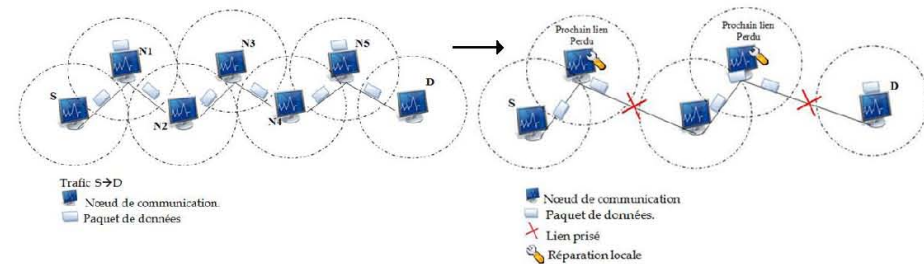 N1
N3
N5
S
D
N2
N4
Trafic S→D
Nœud de communication.
Paquet de données
Prochain lien
Perdu
Prochain lien
Perdu
S
D
Nœud de communication
Paquet de données.
Lien prisé
Réparation locale